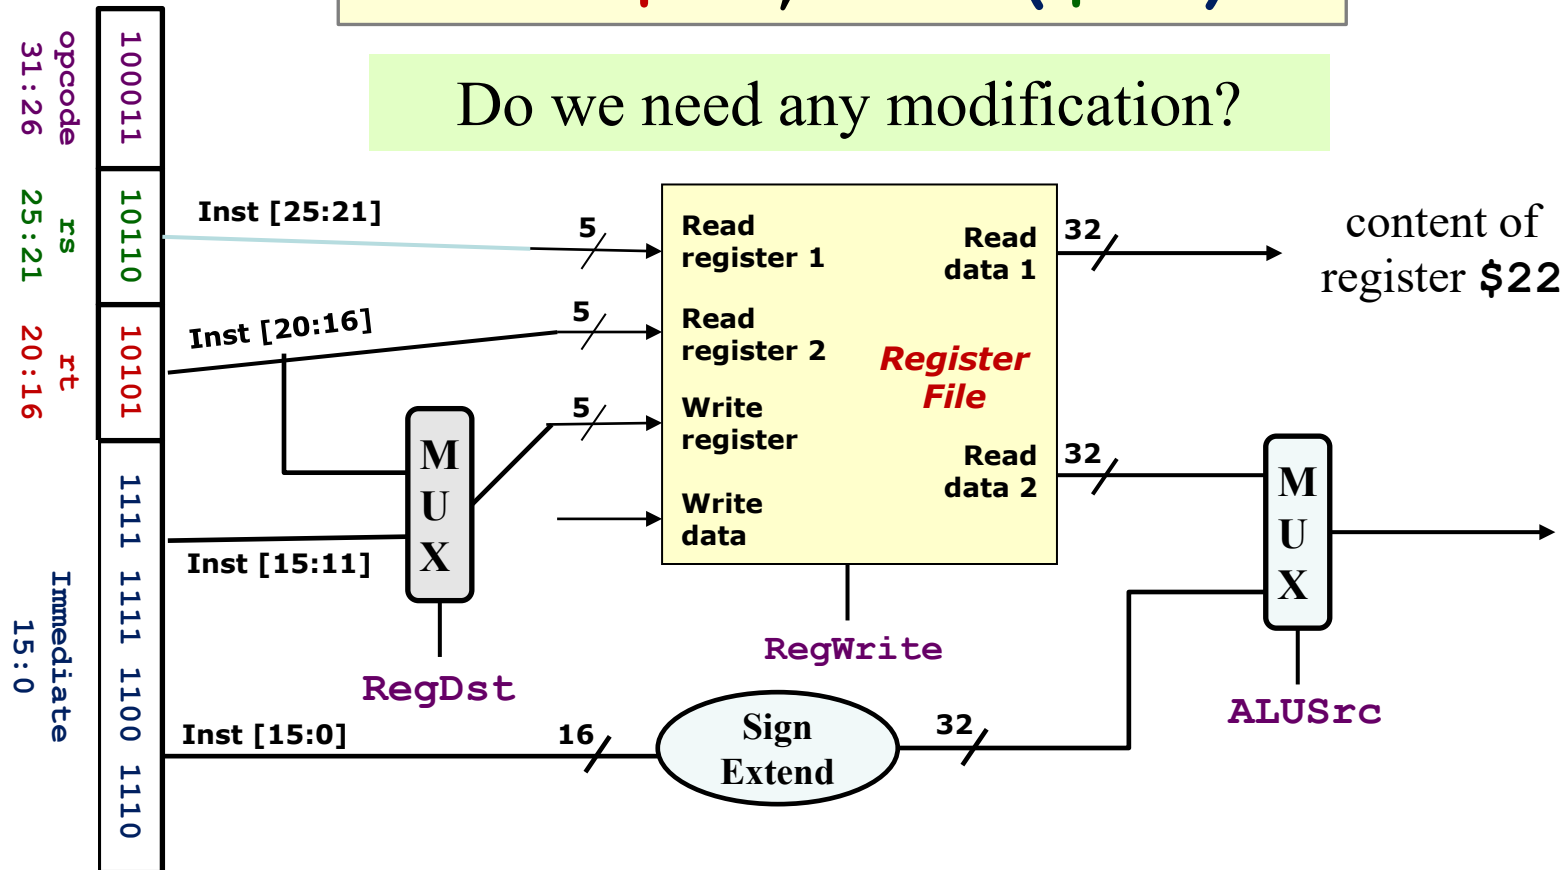 Do we need any modification?
opcode
31:26
100011
rs
25:21
10110
rt
20:16
10101
Immediate
15:0
1111 1111 1100 1110
Inst [25:21]
5
Inst [20:16]
5
5
Inst [15:11]
M
U
X
RegDst
Read
register 1
Read
register 2
Write
register
Write
data
Read
data 1
Register
File
Read
data 2
RegWrite
32
content of
register $22
32
M
U
X
ALUSrc
Inst [15:0]
16
Sign
Extend
32